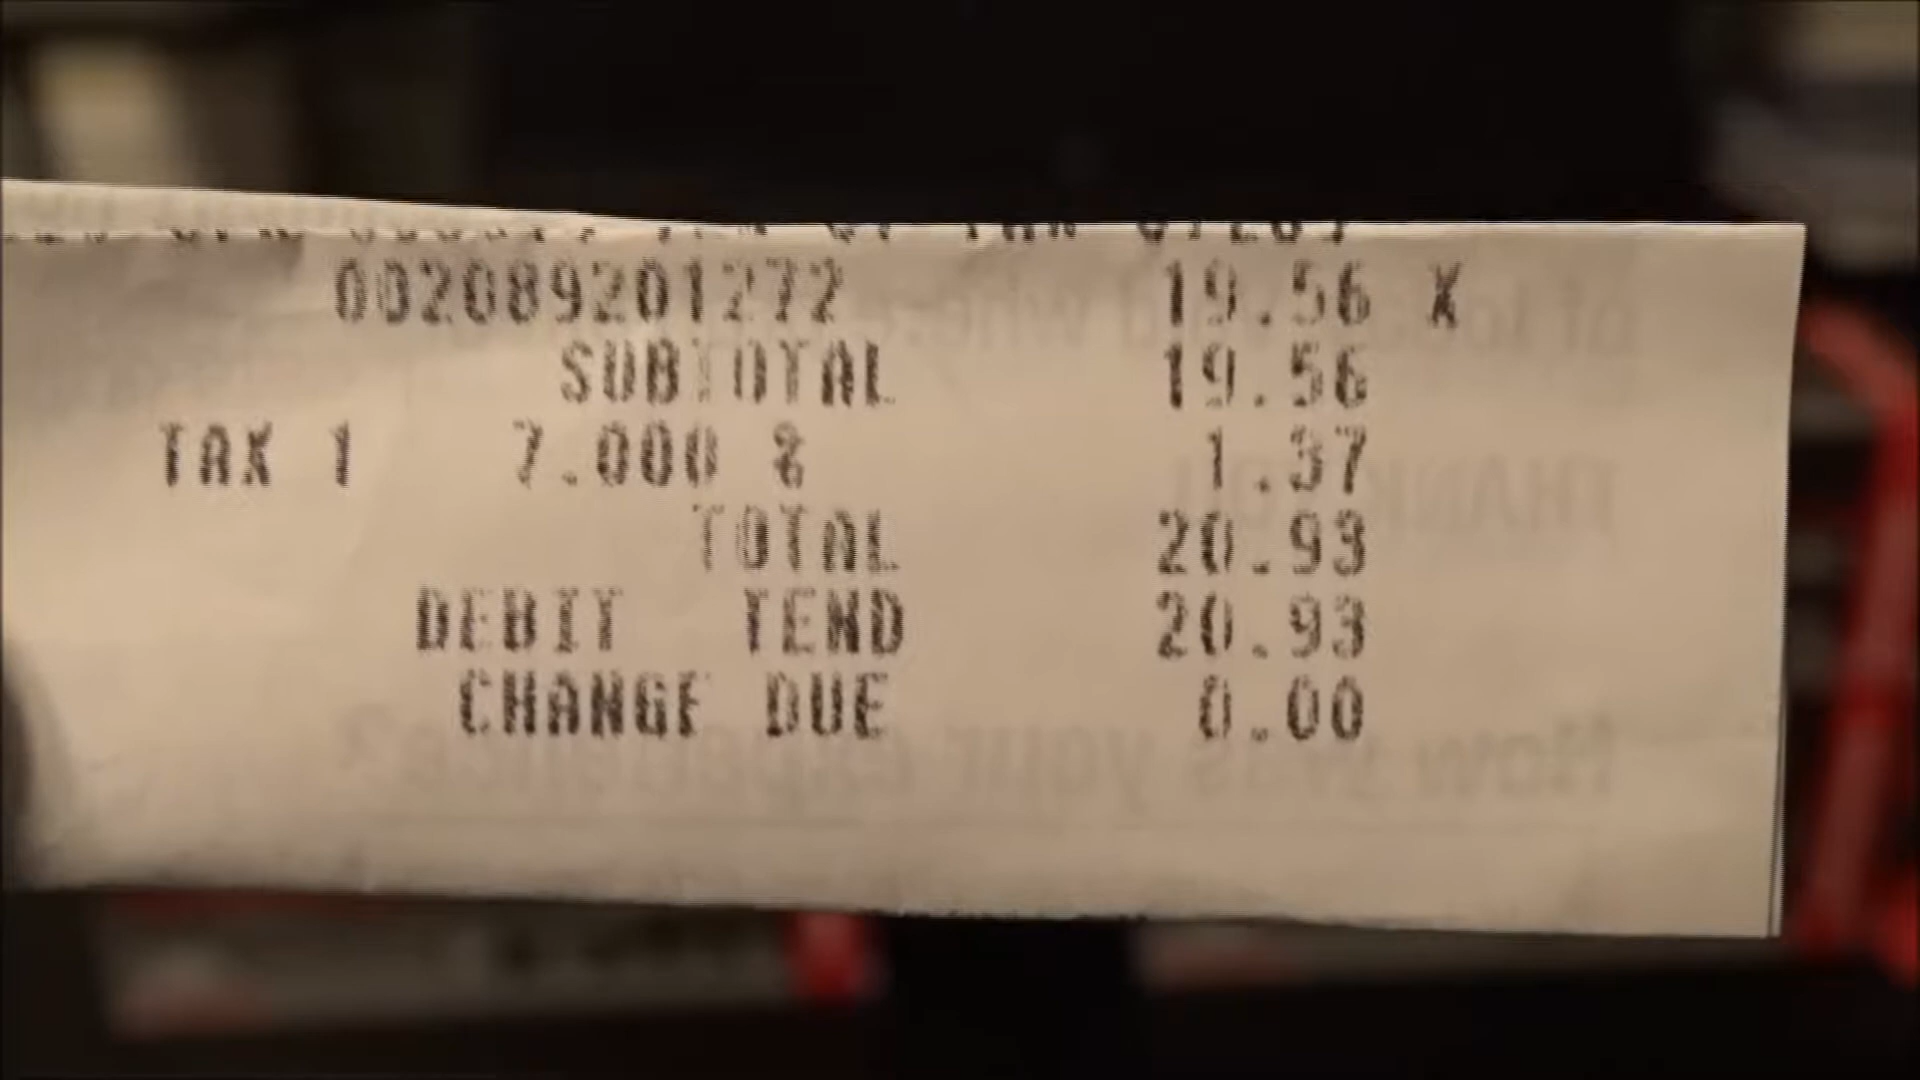 002089201272 19.56 X
SUBTOTAL 19.56
TAX 1 7.000 % 1.37
TOTAL 20.93
DEBIT TEND 20.93
CHANGE DUE 0.00